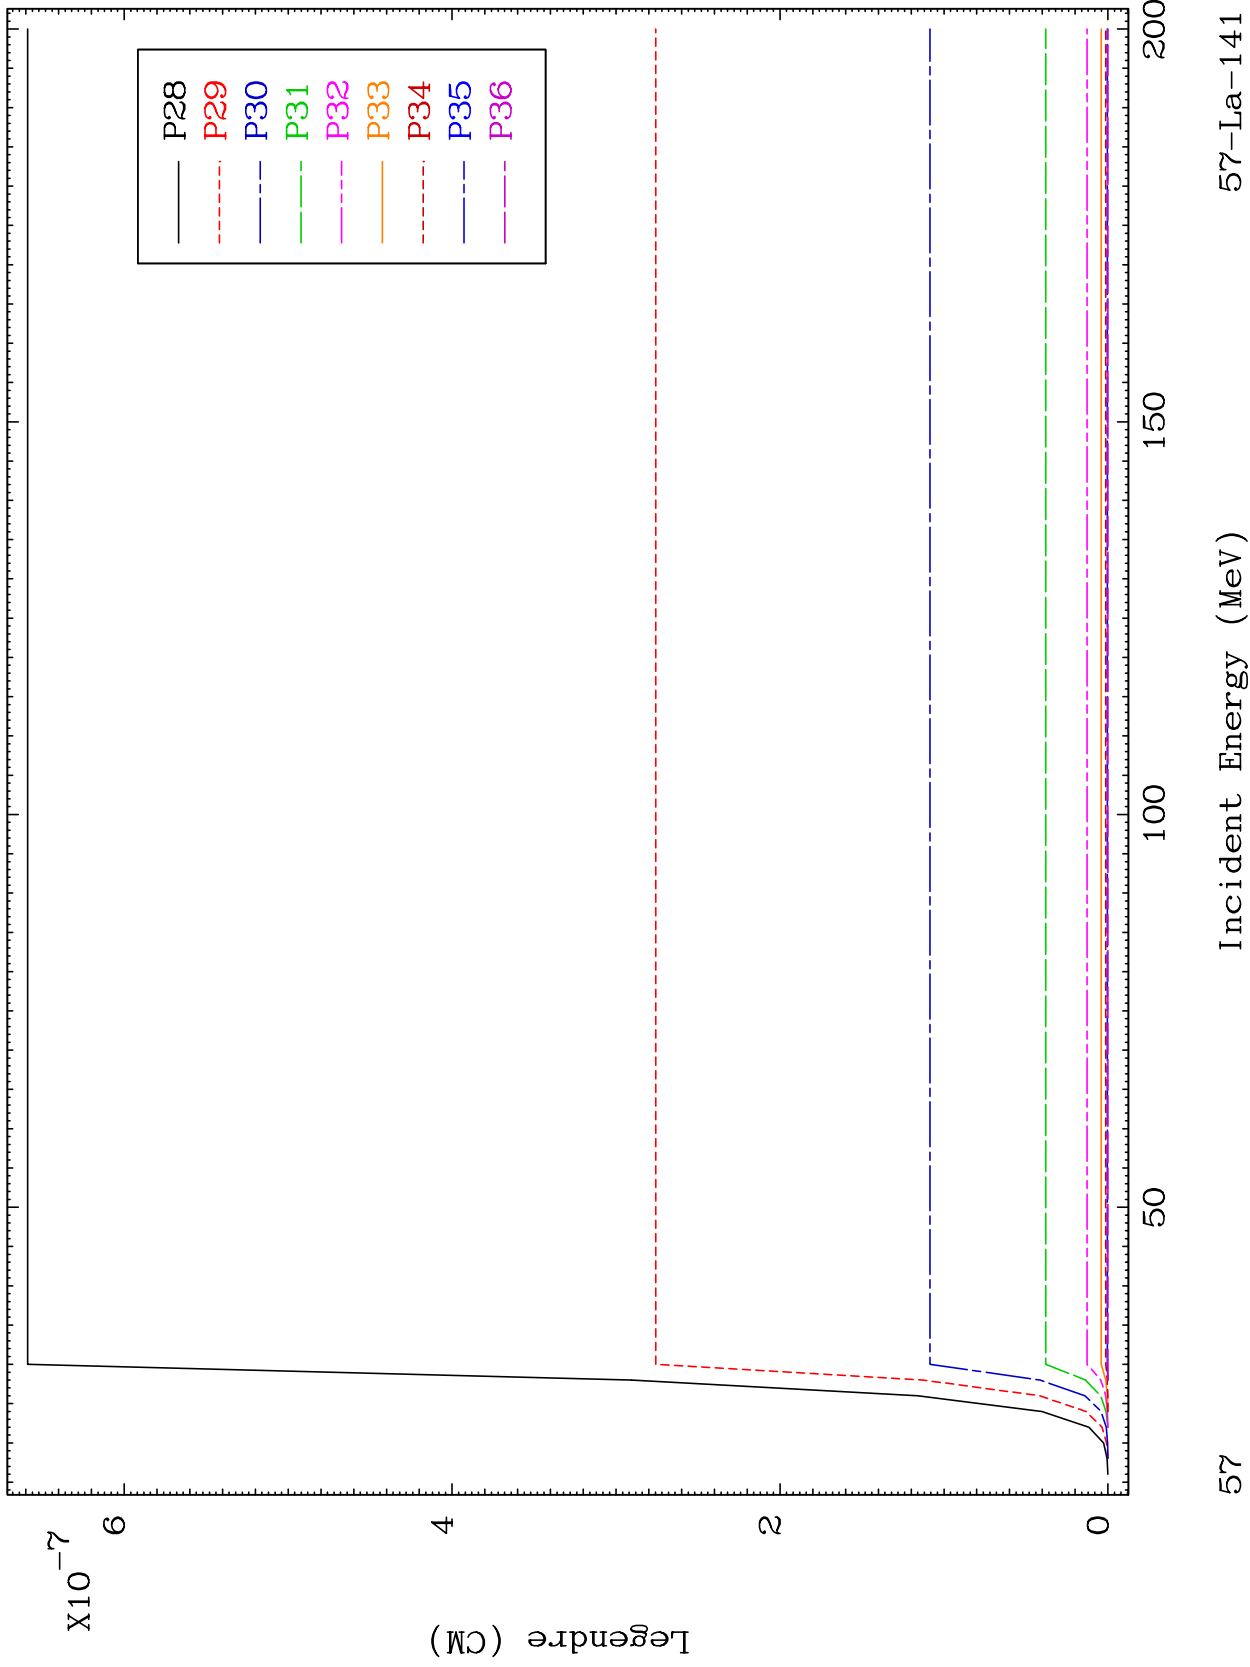 X10-7
6
4
2
0
Legendre (CM)
P28
P29
P30
P31
P32
P33
P34
P35
P36
50
100
150
200
57
Incident Energy (MeV)
57-La-141